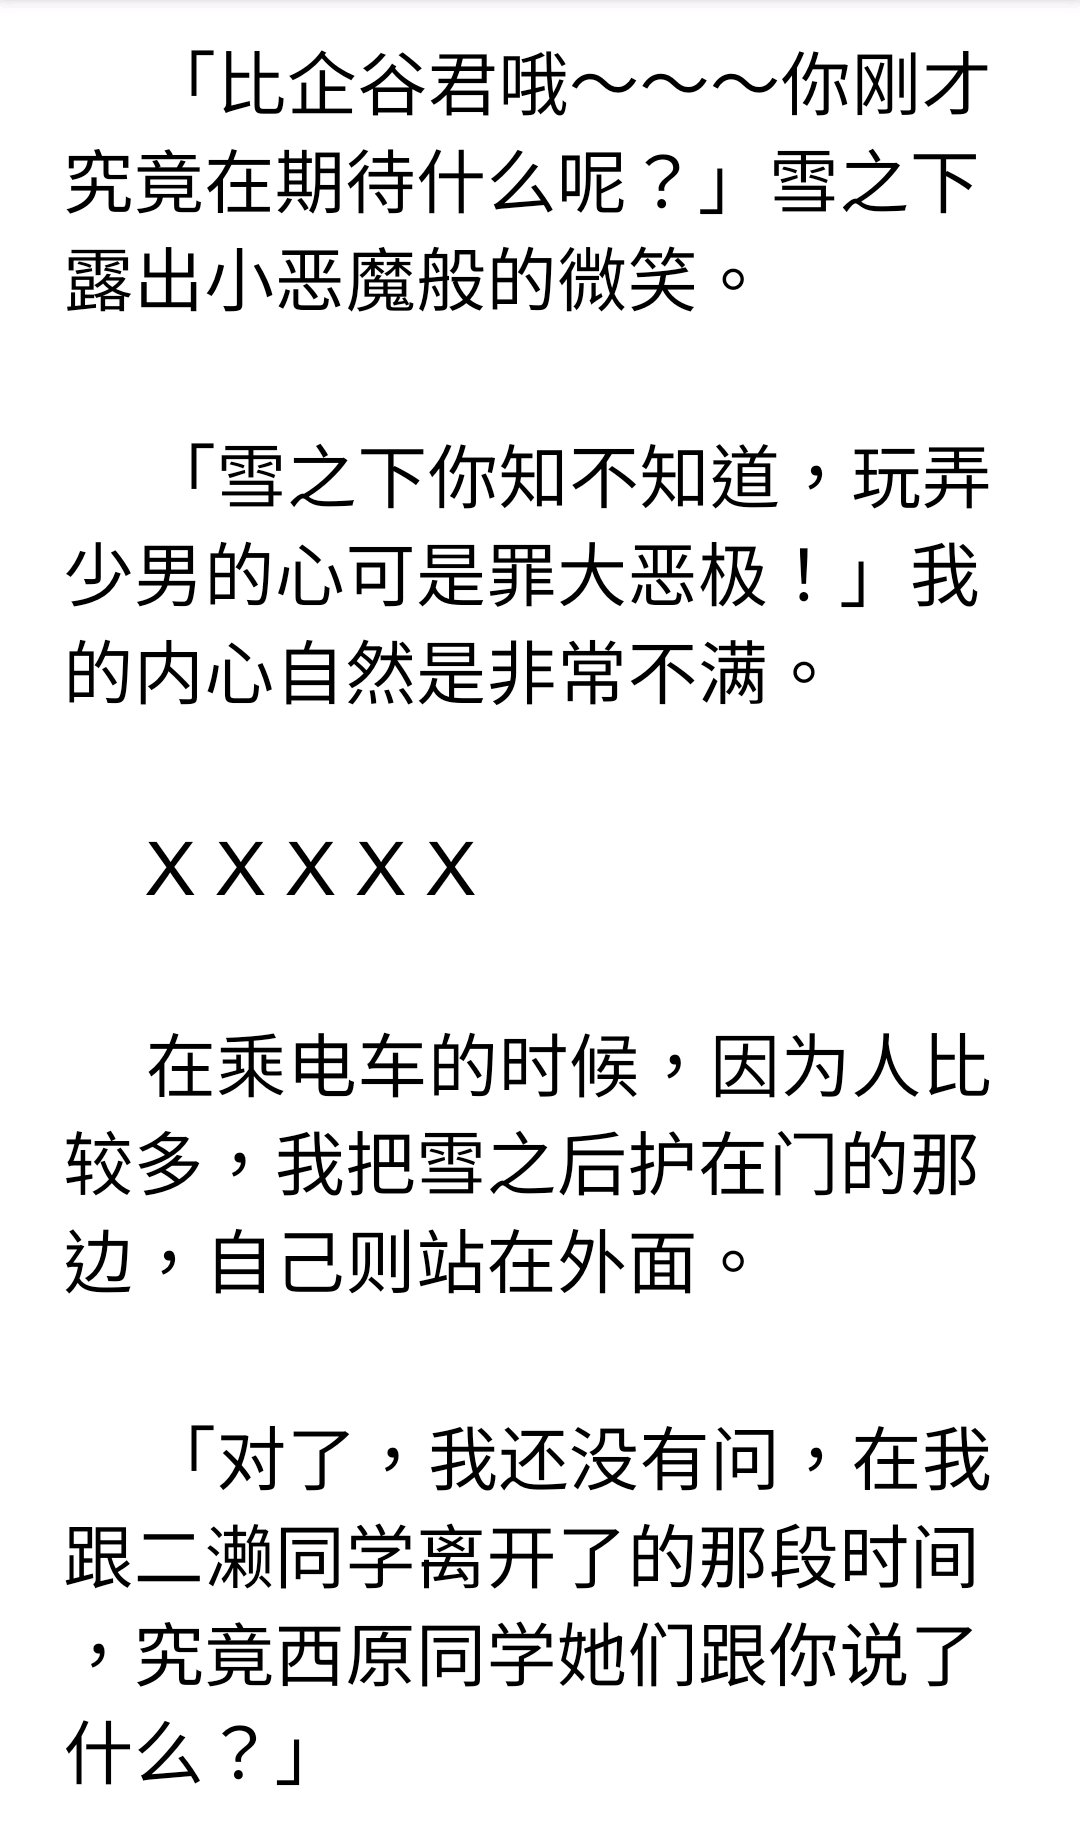 「比企谷君哦～～～你刚才
究竟在期待什么呢？」雪之下
露出小恶魔般的微笑。
「雪之下你知不知道，玩弄
少男的心可是罪大恶极！」我
的内心自然是非常不满。
ＸＸＸＸＸ
在乘电车的时候，因为人比
较多，我把雪之后护在门的那
边，自己则站在外面。
「对了，我还没有问，在我
跟二濑同学离开了的那段时间
，究竟西原同学她们跟你说了
什么？」